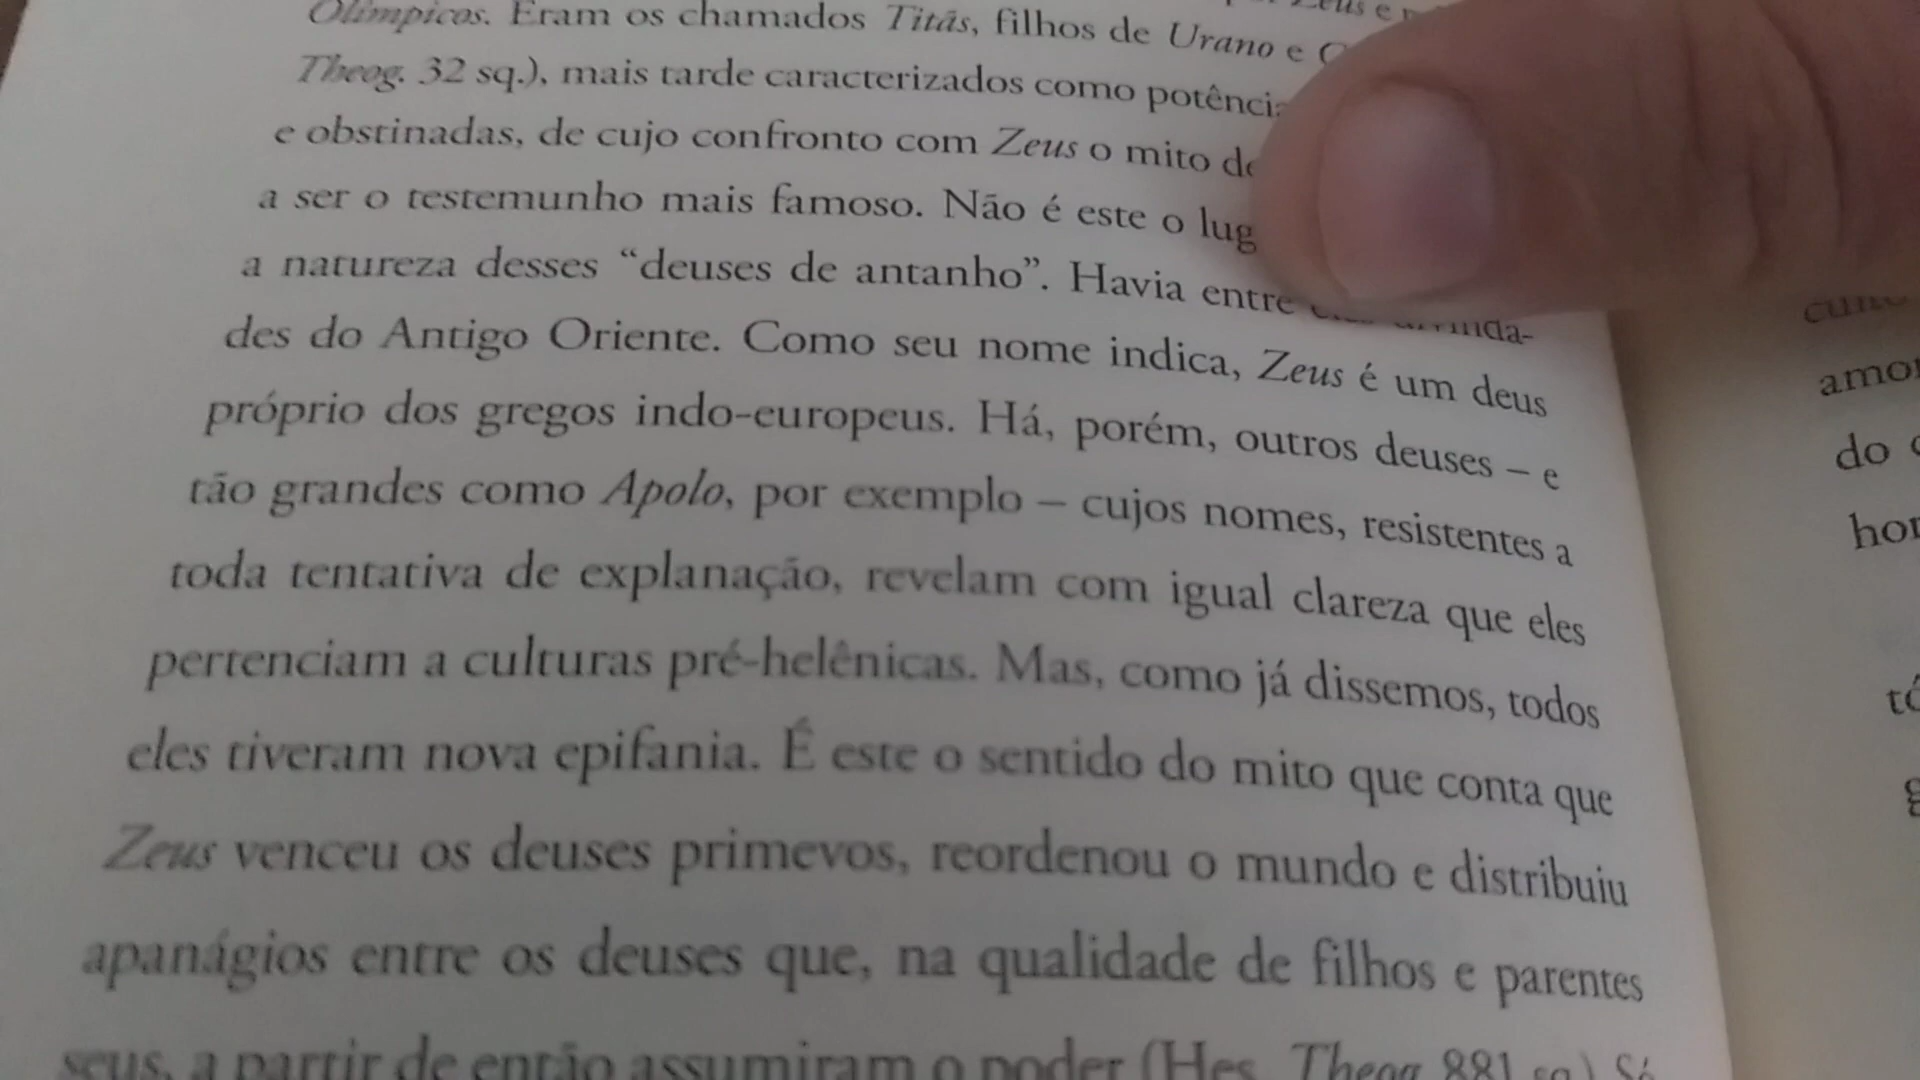 Zeus e
Olímpicos. Eram os chamados Titãs, filhos de Urano e
Theog. 32 sq.), mais tarde caracterizados como
e obstinadas, de cujo confronto com Zeus o mito
a ser o testemunho mais famoso. Não é este o
a natureza desses “deuses de antanho”. Havia entre
des do Antigo Oriente. Como seu nome indica, Zeus é um deus
próprio dos gregos indo-europeus. Há, porém, outros deuses – e
tão grandes como Apolo, por exemplo – cujos nomes, resistentes a
toda tentativa de explanação, revelam com igual clareza que eles
pertenciam a culturas pré-helênicas. Mas, como já dissemos, todos
eles tiveram nova epifania. É este o sentido do mito que conta que
Zeus venceu os deuses primevos, reordenou o mundo e distribuiu
apanágios entre os deuses que, na qualidade de filhos e parentes
seus, a partir de então assumiram o poder (Hes. Theog. 881 sq.) Só
do